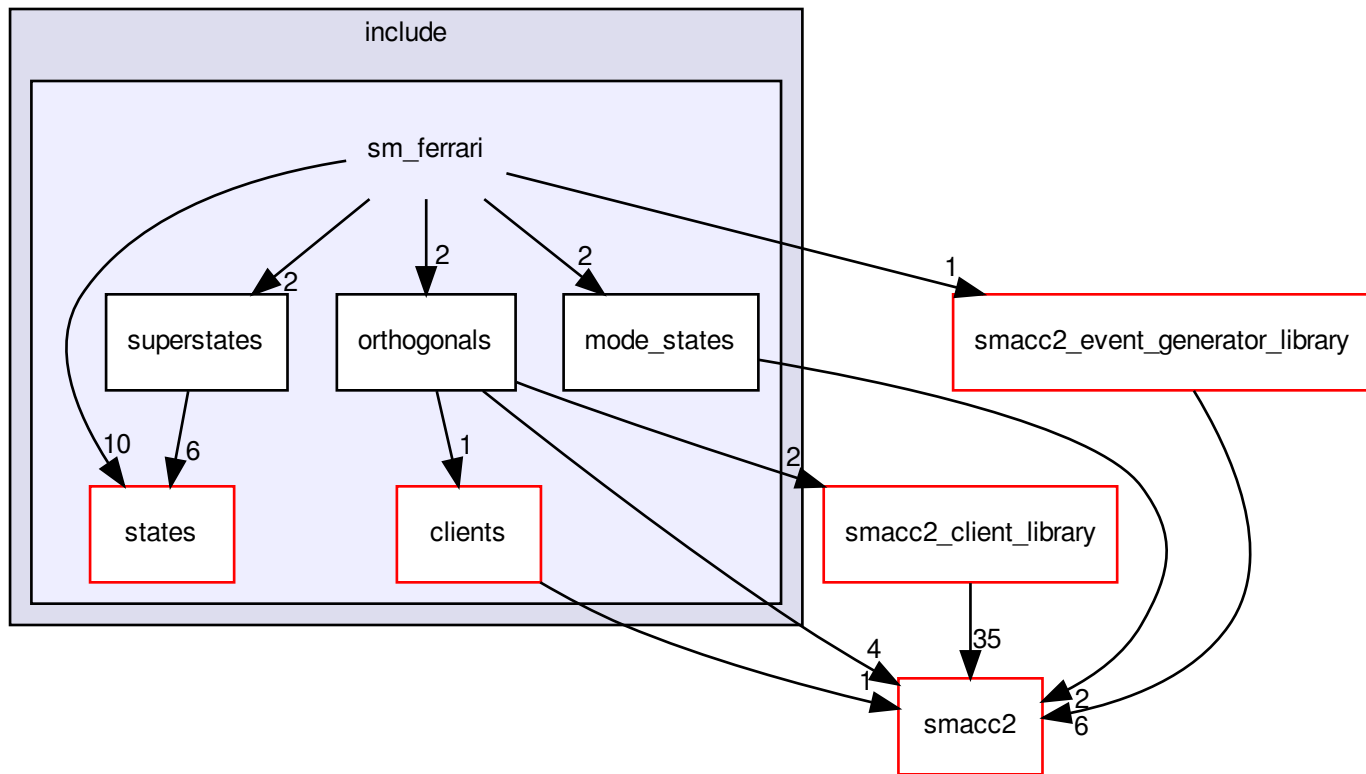 include
sm_ferrari
2
2
2
1
superstates
orthogonals
mode_states
smacc2_event_generator_library
10
6
1
2
states
clients
smacc2_client_library
4
35
1
2
6
smacc2